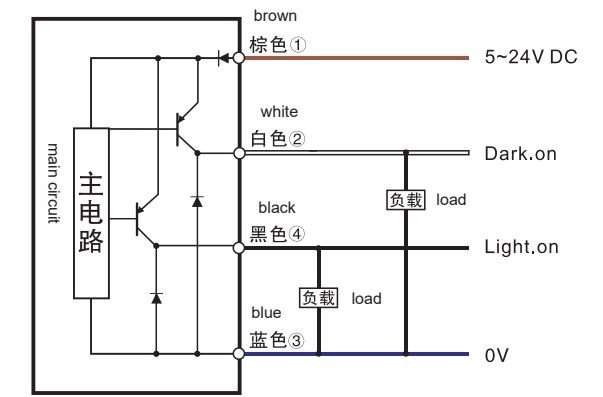 brown
棕色① 5~24V DC
white
白色② Dark.on
负载 load
main circuit
主电路
black
黑色④ Light.on
负载 load
blue
蓝色③ 0V